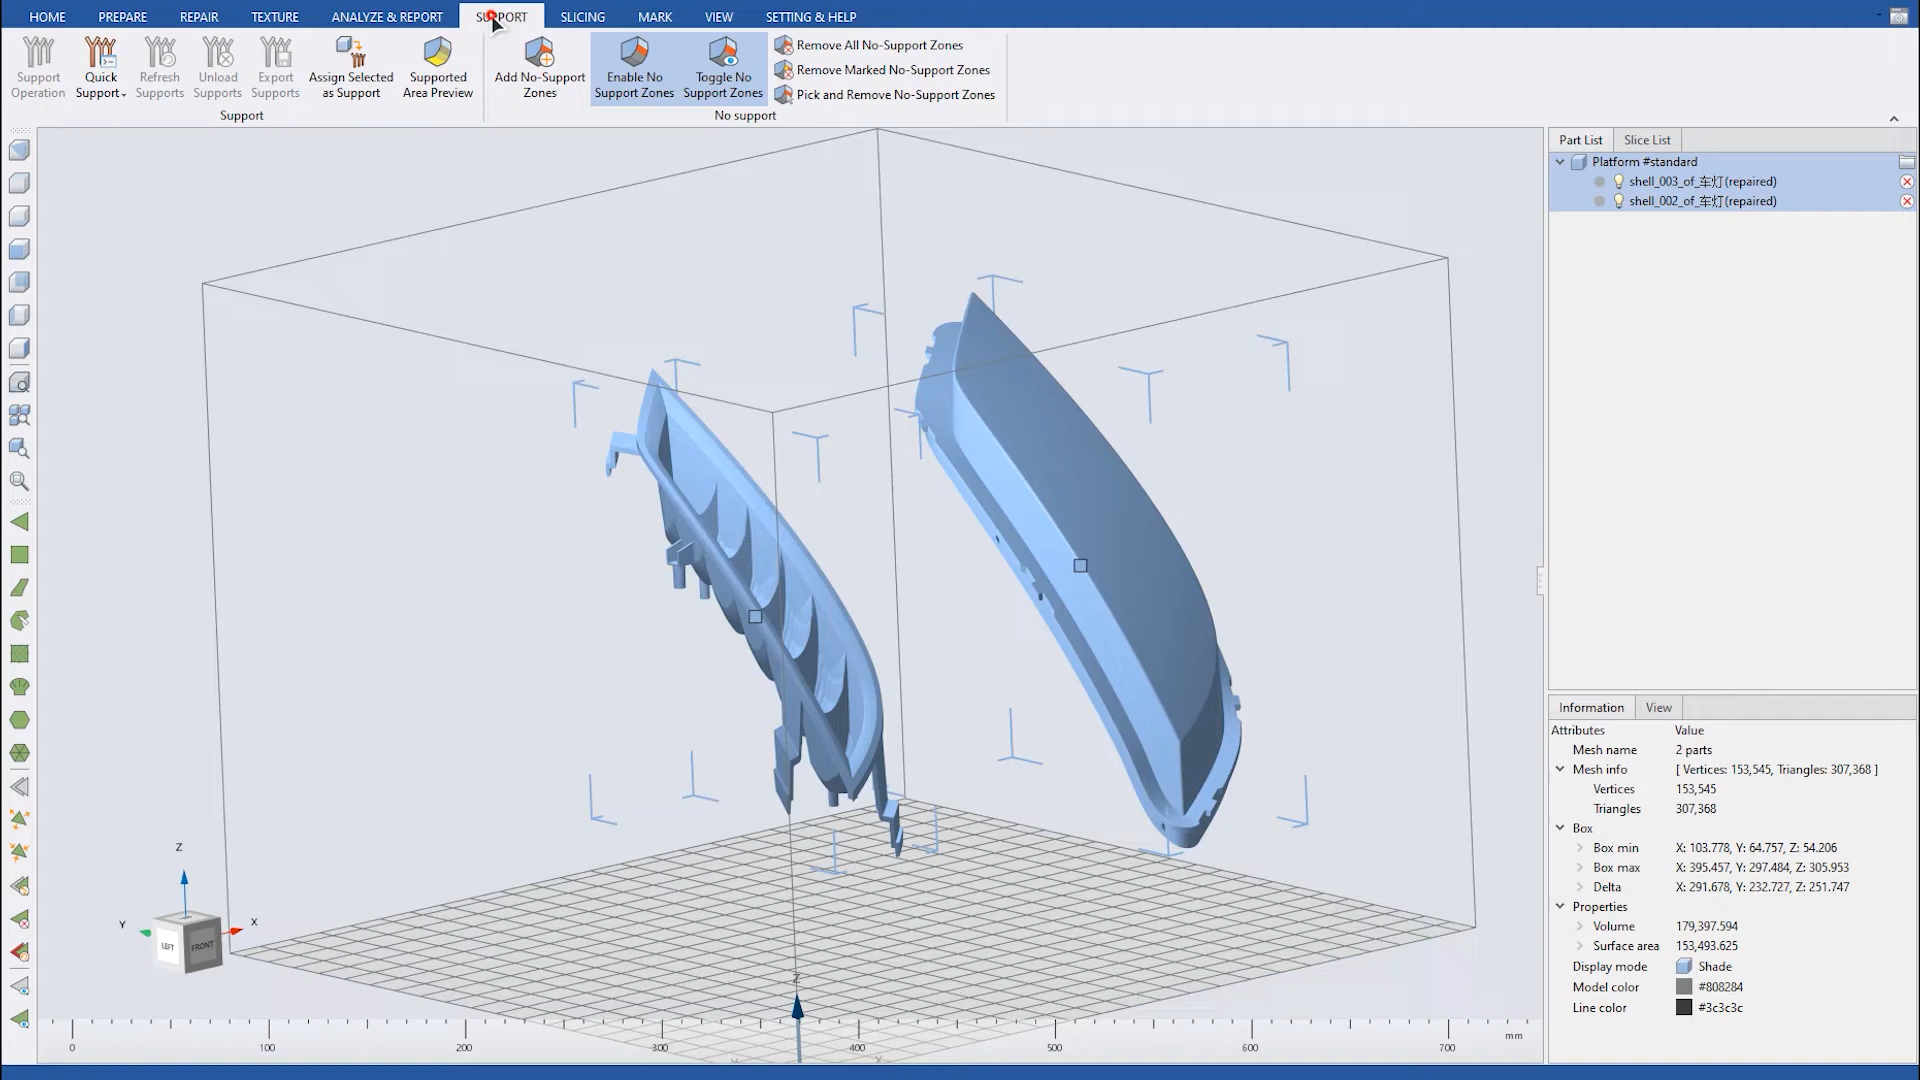 HOME PREPARE REPAIR TEXTURE ANALYZE & REPORT SUPPORT SLICING MARK VIEW SETTING & HELP
Support Operation
Quick Support
Refresh Supports
Unload Supports
Export Supports
Assign Selected as Support
Supported Area Preview
Support
Add No-Support Zones
Enable No Support Zones
Toggle No Support Zones
Remove All No-Support Zones
Remove Marked No-Support Zones
Pick and Remove No-Support Zones
No support
Part List Slice List
Platform #standard
shell_003_of_车灯(repaired)
shell_002_of_车灯(repaired)
Information View
Attributes Value
Mesh name 2 parts
Mesh info [ Vertices: 153,545, Triangles: 307,368 ]
Vertices 153,545
Triangles 307,368
Box
Box min X: 103.778, Y: 64.757, Z: 54.206
Box max X: 395.457, Y: 297.484, Z: 305.953
Delta X: 291.678, Y: 232.727, Z: 251.747
Properties
Volume 179,397.594
Surface area 153,493.625
Display mode Shade
Model color #808284
Line color #3c3c3c
Z
Y
X
LEFT FRONT
Z
0 100 200 300 400 500 600 700 mm